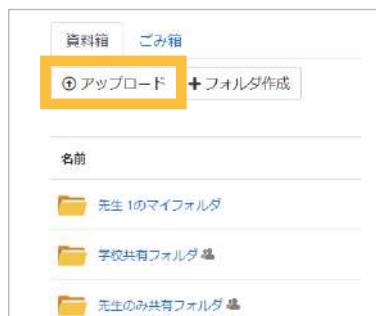 資料箱 ごみ箱
アップロード +フォルダ作成
名前
先生 1のマイフォルダ
学校共有フォルダ
先生のみ共有フォルダ